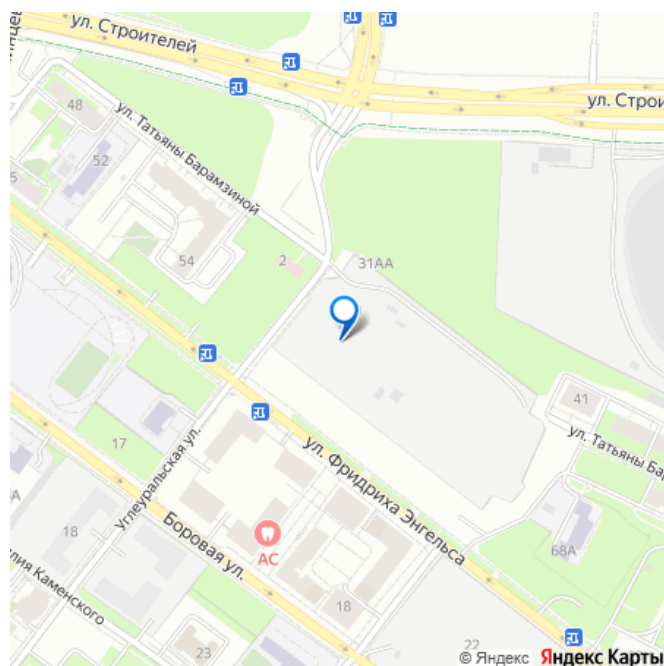 ул. Строителей
ул. Строи
48
ул. Татьяны Барамзиной
52
5
54
2
31АА
41
ул. Татьяны Бар
17
Углеуральская ул.
ул. Фридриха Энгельса
АС
68А
18
Боровая ул.
18
лия Каменского
23
22
© Яндекс Яндекс Карты